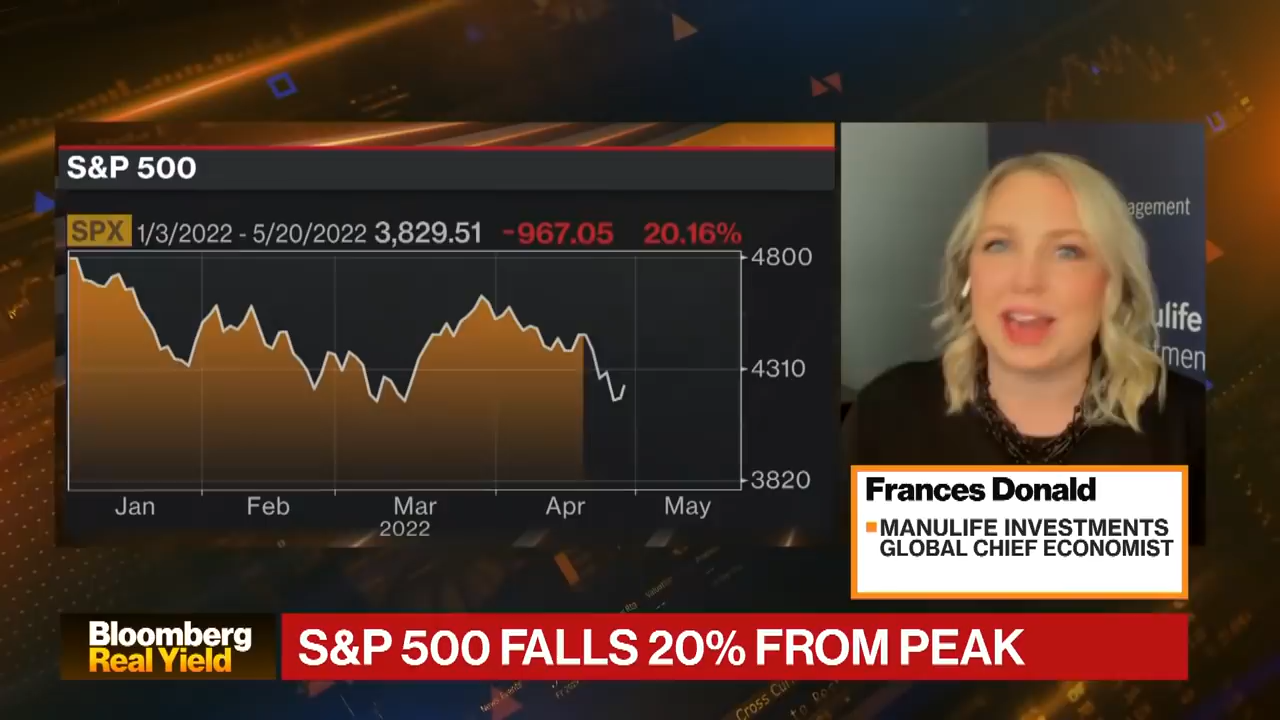 S&P 500
SPX 1/3/2022 - 5/20/2022 3,829.51 -967.05 20.16%
4800
4310
3820
Jan Feb Mar Apr May
2022
agement
ulife
tmen
Frances Donald
MANULIFE INVESTMENTS
GLOBAL CHIEF ECONOMIST
Bloomberg
Real Yield
S&P 500 FALLS 20% FROM PEAK